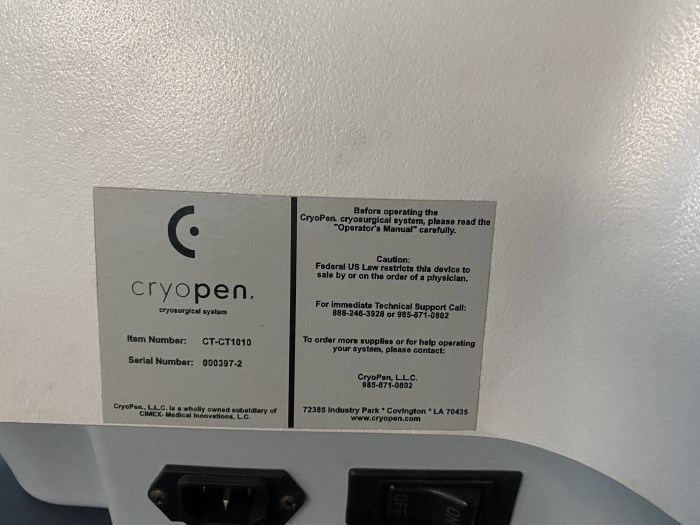 cryopen.
cryosurgical system
Item Number: CT-CT1010
Serial Number: 000397-2
CryoPen., L.L.C. is a wholly owned subsidiary of
CIMEX Medical Innovations, L.C.
Before operating the
CryoPen. cryosurgical system, please read the
"Operator's Manual" carefully.
Caution:
Federal US Law restricts this device to
sale by or on the order of a physician.
For Immediate Technical Support Call:
888-246-3928 or 985-871-0802
To order more supplies or for help operating
your system, please contact:
CryoPen, L.L.C.
985-871-0802
72385 Industry Park * Covington * LA 70435
www.cryopen.com
OFF
ON